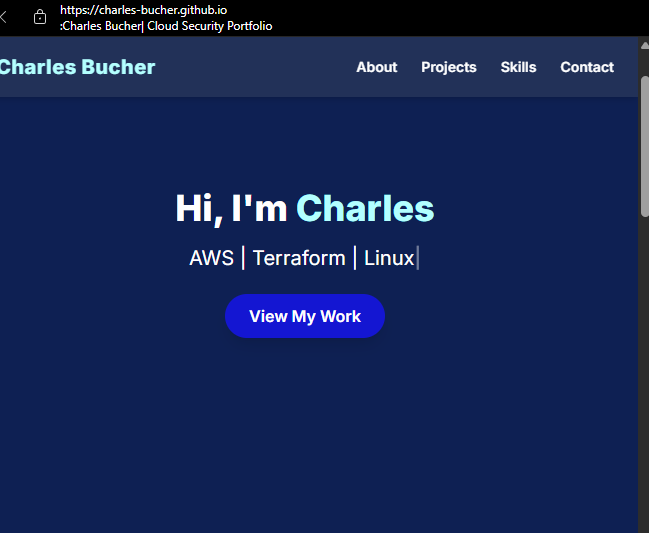 https://charles-bucher.github.io
:Charles Bucher| Cloud Security Portfolio
Charles Bucher
About Projects Skills Contact
Hi, I'm Charles
AWS | Terraform | Linux|
View My Work